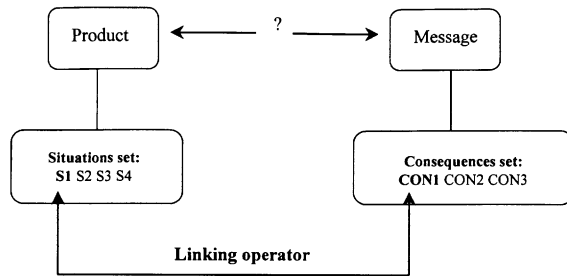 Product
?
Message
Situations set:
S1 S2 S3 S4
Consequences set:
CON1 CON2 CON3
Linking operator